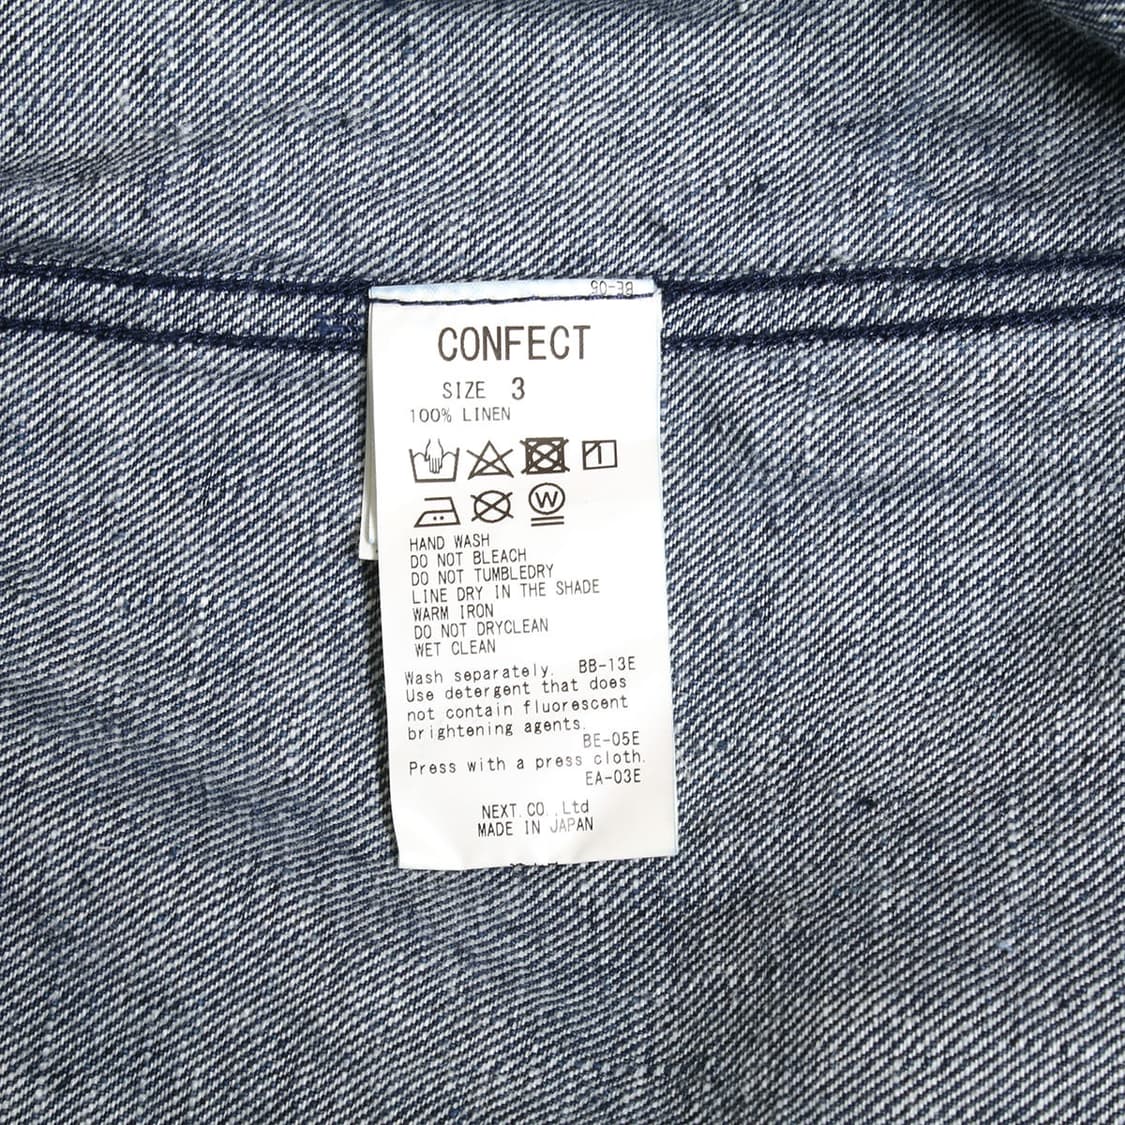 BE-05
CONFECT
SIZE 3
100% LINEN
W
HAND WASH
DO NOT BLEACH
DO NOT TUMBLEDRY
LINE DRY IN THE SHADE
WARM IRON
DO NOT DRYCLEAN
WET CLEAN
Wash separately. BB-13E
Use detergent that does
not contain fluorescent
brightening agents.
BE-05E
Press with a press cloth.
EA-03E
NEXT.CO.,Ltd
MADE IN JAPAN